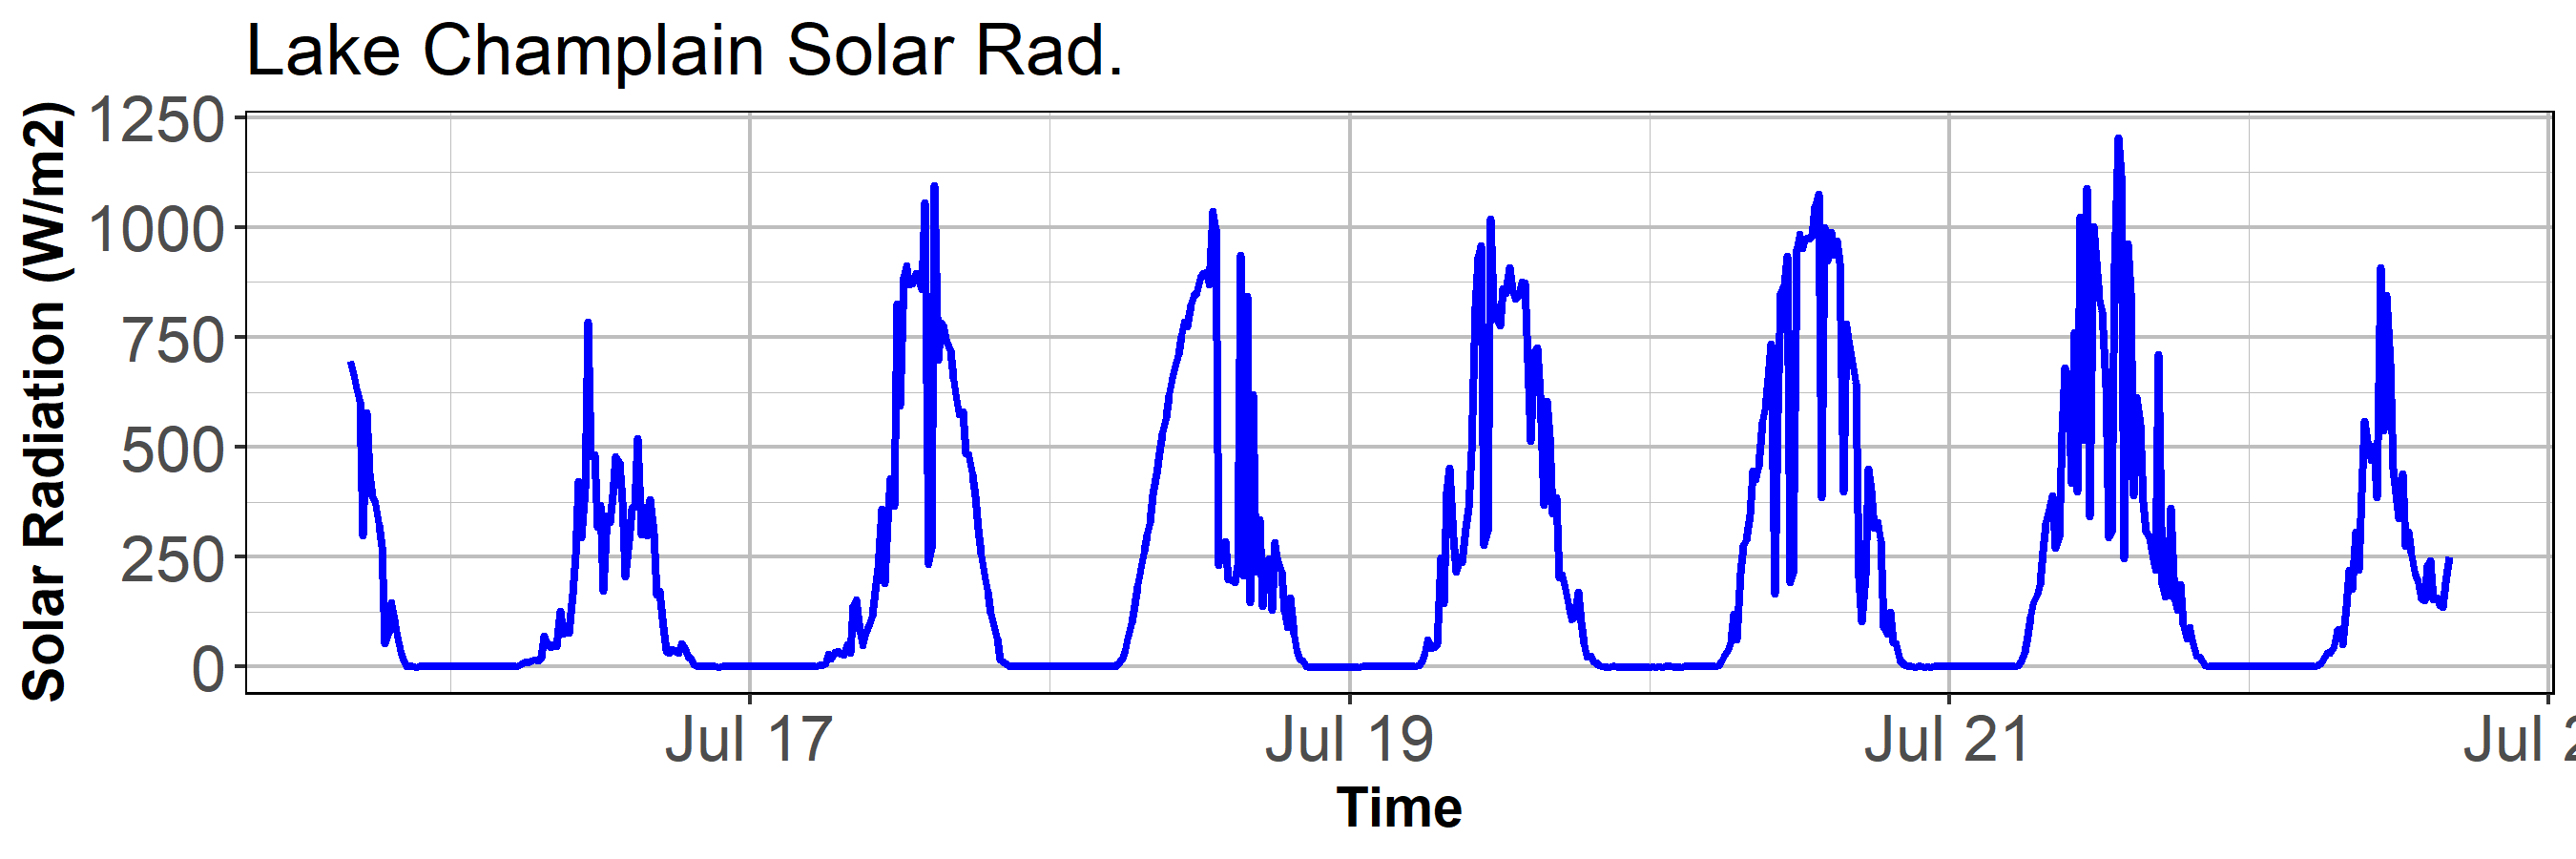 Lake Champlain Solar Rad.
Solar Radiation (W/m2)
1250
1000
750
500
250
0
Jul 17
Jul 19
Jul 21
Jul
Time